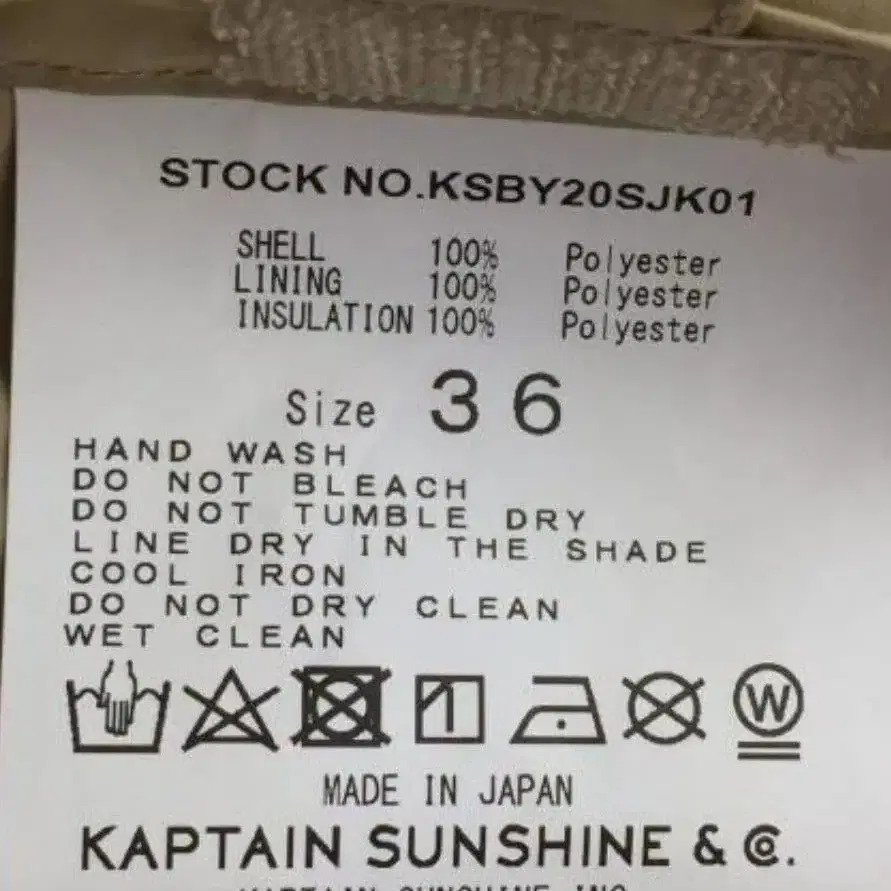 STOCK NO.KSBY20SJK01
SHELL 100% Polyester
LINING 100% Polyester
INSULATION 100% Polyester
Size 36
HAND WASH
DO NOT BLEACH
DO NOT TUMBLE DRY
LINE DRY IN THE SHADE
COOL IRON
DO NOT DRY CLEAN
WET CLEAN
W
MADE IN JAPAN
KAPTAIN SUNSHINE & Co.